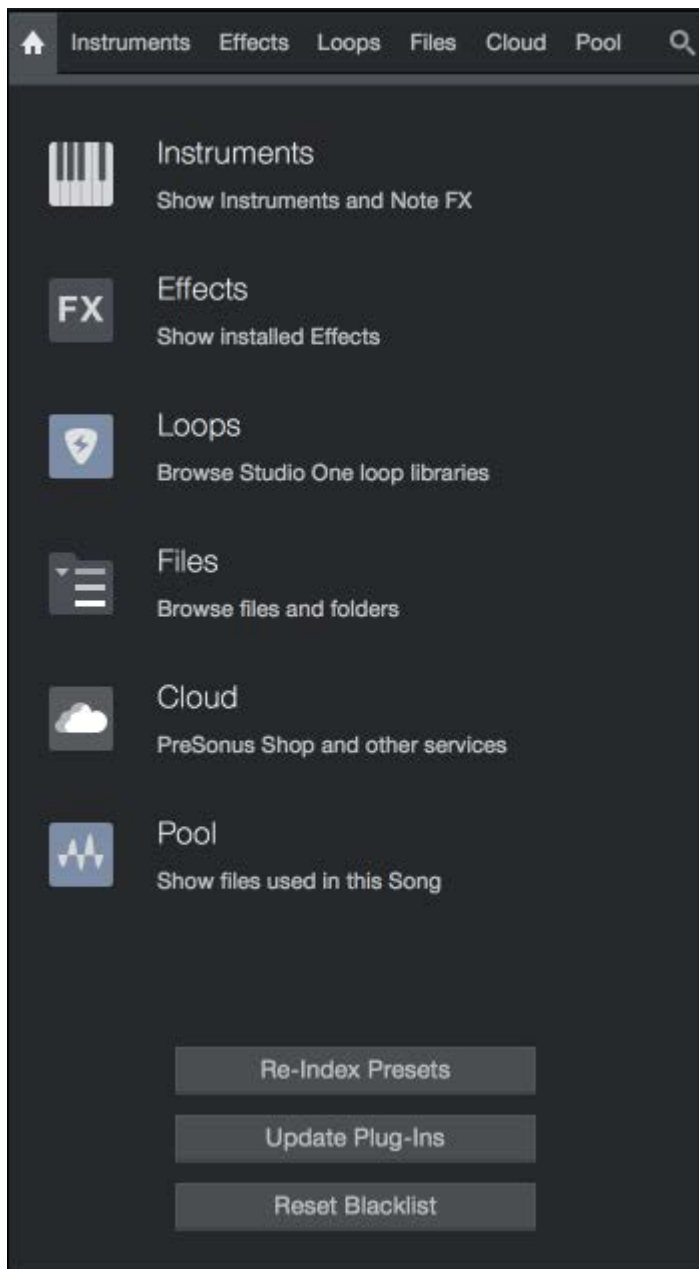 Instruments Effects Loops Files Cloud Pool
Instruments
Show Instruments and Note FX
FX
Effects
Show installed Effects
Loops
Browse Studio One loop libraries
Files
Browse files and folders
Cloud
PreSonus Shop and other services
Pool
Show files used in this Song
Re-Index Presets
Update Plug-Ins
Reset Blacklist